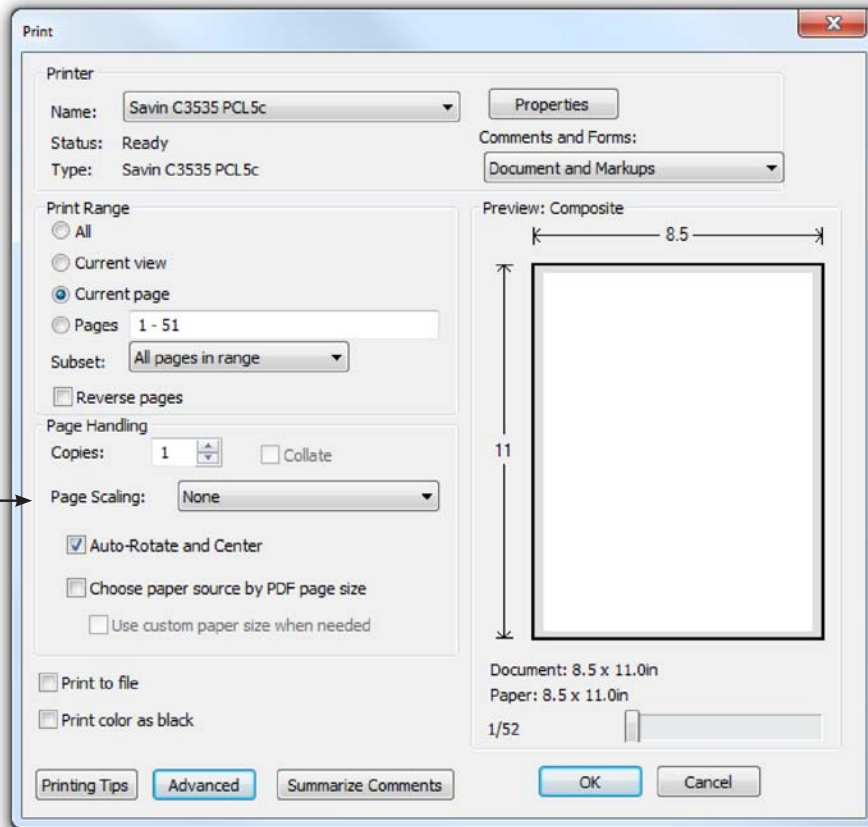 Print
Printer
Name: Savin C3535 PCL5c
Properties
Status: Ready
Comments and Forms:
Type: Savin C3535 PCL5c
Document and Markups
Print Range
All
Current view
Current page
Pages 1 - 51
Subset: All pages in range
Reverse pages
Page Handling
Copies: 1 Collate
Page Scaling: None
Auto-Rotate and Center
Choose paper source by PDF page size
Use custom paper size when needed
Print to file
Print color as black
Preview: Composite
8.5
11
Document: 8.5 x 11.0in
Paper: 8.5 x 11.0in
1/52
Printing Tips Advanced Summarize Comments OK Cancel